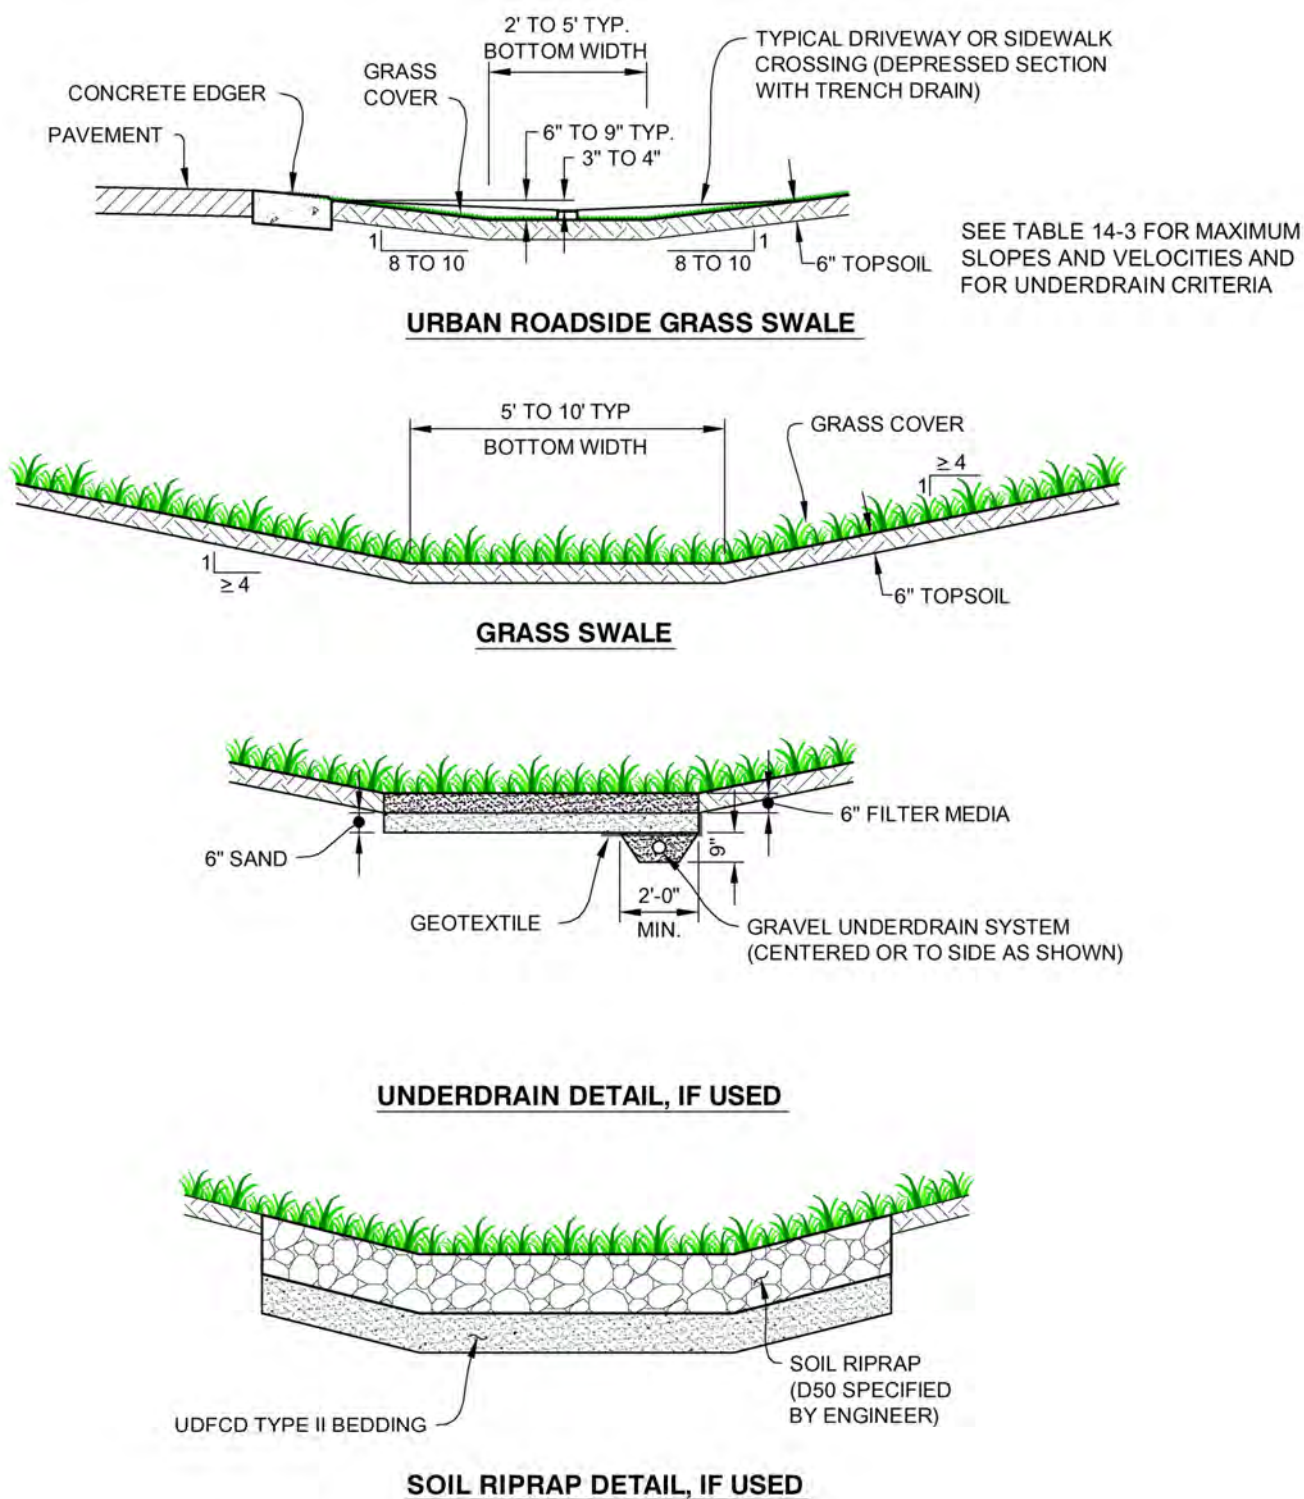 2' TO 5' TYP.
BOTTOM WIDTH
TYPICAL DRIVEWAY OR SIDEWALK
CROSSING (DEPRESSED SECTION
WITH TRENCH DRAIN)
GRASS
COVER
CONCRETE EDGER
PAVEMENT
6" TO 9" TYP.
3" TO 4"
1
8 TO 10
8 TO 10
1
6" TOPSOIL
SEE TABLE 14-3 FOR MAXIMUM
SLOPES AND VELOCITIES AND
FOR UNDERDRAIN CRITERIA
URBAN ROADSIDE GRASS SWALE
5' TO 10' TYP
BOTTOM WIDTH
GRASS COVER
≥ 4
1
1
≥ 4
6" TOPSOIL
GRASS SWALE
6" SAND
6" FILTER MEDIA
9"
2'-0"
MIN.
GEOTEXTILE
GRAVEL UNDERDRAIN SYSTEM
(CENTERED OR TO SIDE AS SHOWN)
UNDERDRAIN DETAIL, IF USED
SOIL RIPRAP
(D50 SPECIFIED
BY ENGINEER)
UDFCD TYPE II BEDDING
SOIL RIPRAP DETAIL, IF USED